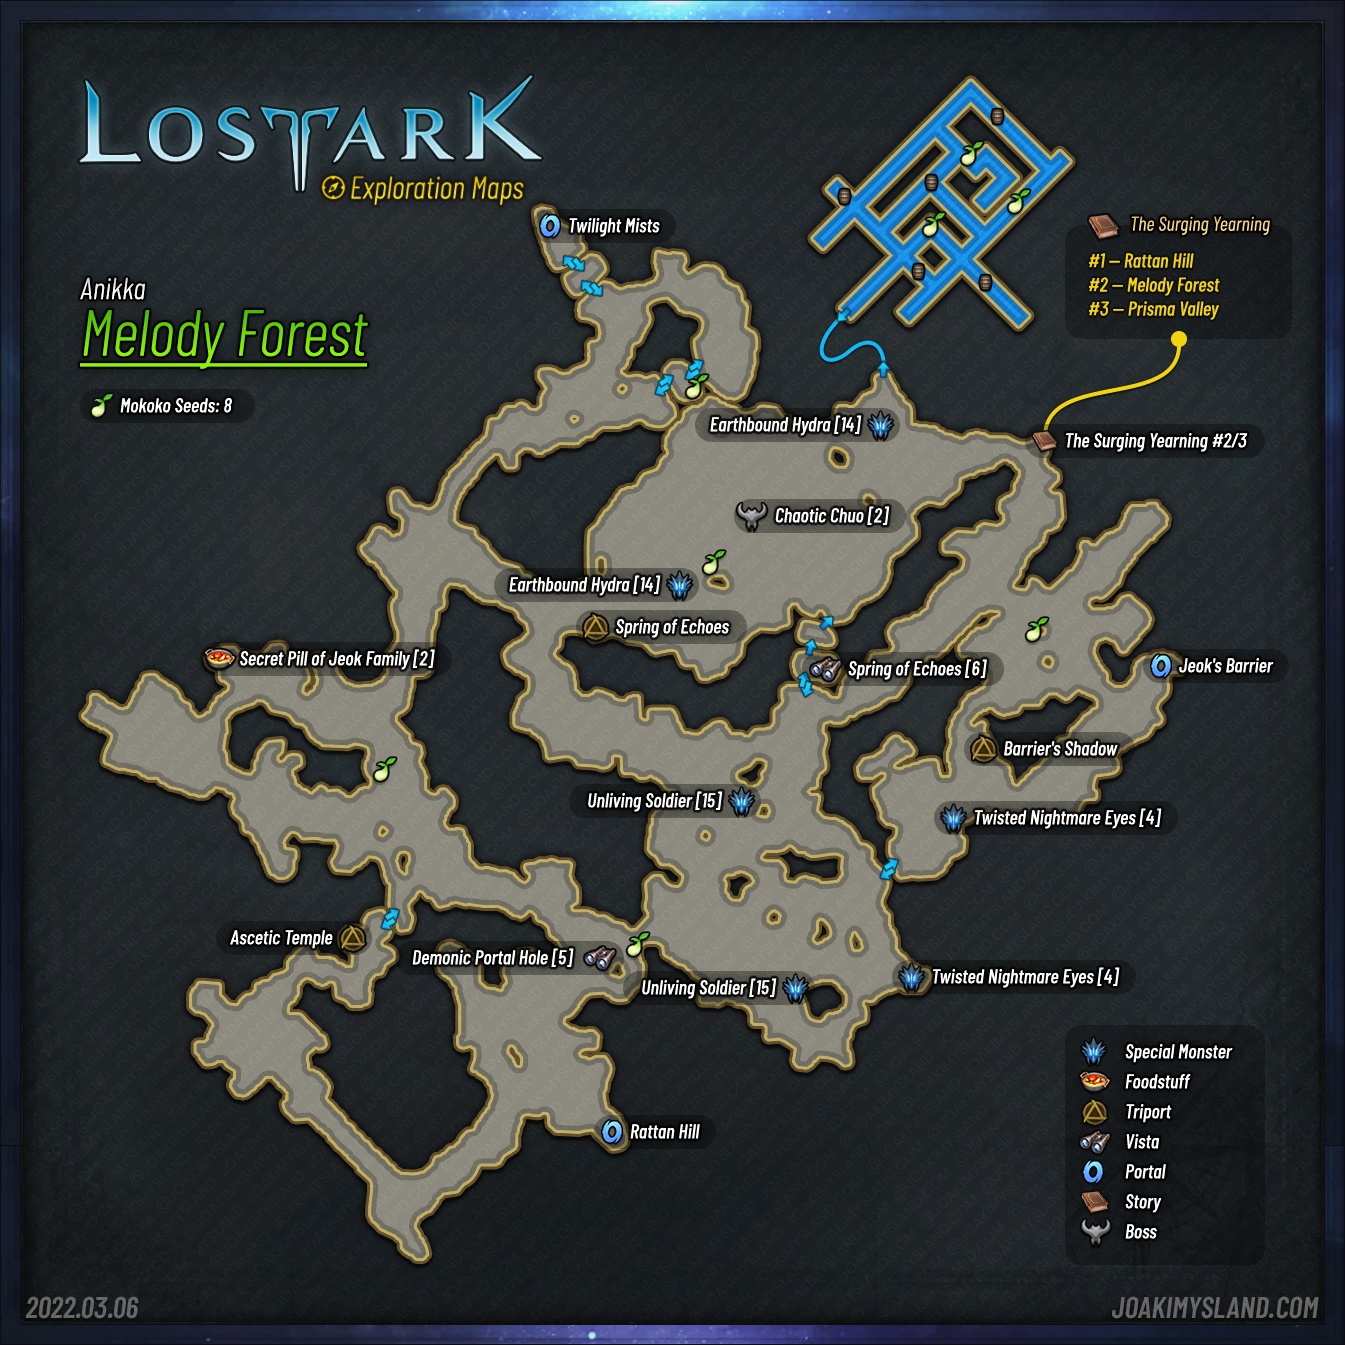 LOSTARK
Exploration Maps
Anikka
Melody Forest
Mokoko Seeds: 8
Twilight Mists
The Surging Yearning
#1 – Rattan Hill
#2 – Melody Forest
#3 – Prisma Valley
Earthbound Hydra [14]
The Surging Yearning #2/3
Chaotic Chuo [2]
Earthbound Hydra [14]
Spring of Echoes
Secret Pill of Jeok Family [2]
Spring of Echoes [6]
Jeok's Barrier
Barrier's Shadow
Unliving Soldier [15]
Twisted Nightmare Eyes [4]
Ascetic Temple
Demonic Portal Hole [5]
Unliving Soldier [15]
Twisted Nightmare Eyes [4]
Rattan Hill
Special Monster
Foodstuff
Triport
Vista
Portal
Story
Boss
2022.03.06
JOAKIMYSLAND.COM